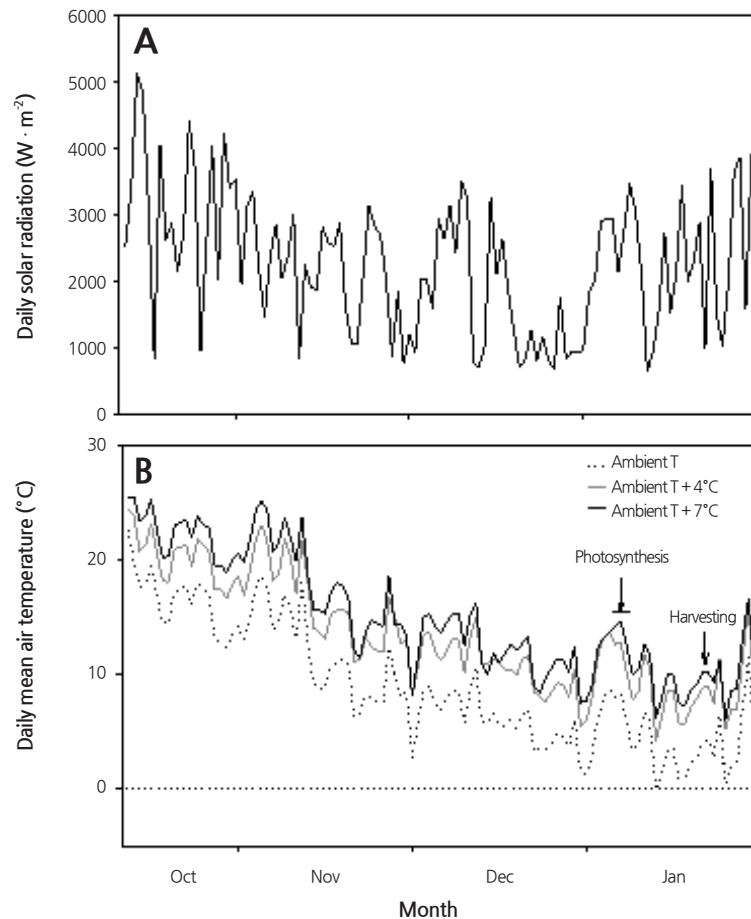 A
6000
5000
4000
3000
2000
1000
0
Daily solar radiation (W · m-2)
B
30
20
10
0
Daily mean air temperature (°C)
Ambient T
Ambient T + 4°C
Ambient T + 7°C
Photosynthesis
Harvesting
Oct Nov Dec Jan
Month